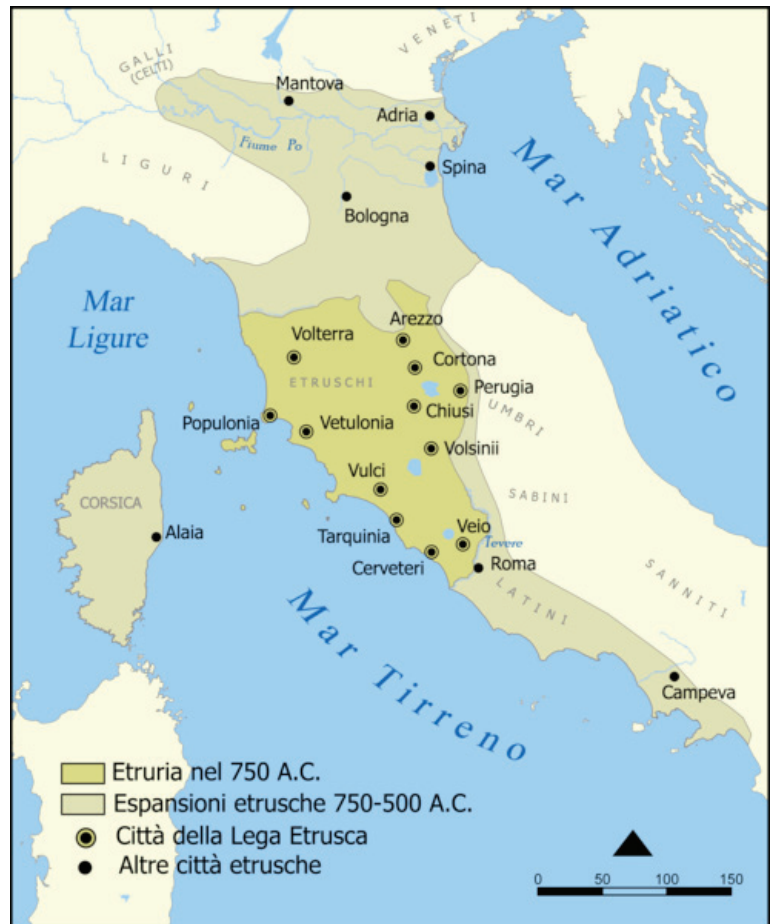 VENETI
GALLI
(CELTI)
Mantova
Adria
Fiume Po
LIGURI
Spina
Bologna
Mar Adriatico
Mar
Ligure
Arezzo
Volterra
Cortona
ETRUSCHI
Perugia
Chiusi
UMBRI
Populonia
Vetulonia
Volsinii
Vulci
SABINI
CORSICA
Alaia
Tarquinia
Veio
Tevere
Cerveteri
Roma
SANNITI
LATINI
Mar Tirreno
Campeva
Etruria nel 750 A.C.
Espansioni etrusche 750-500 A.C.
Città della Lega Etrusca
Altre città etrusche
0 50 100 150